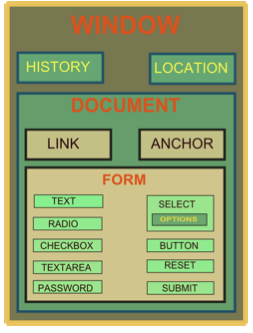 WINDOW
HISTORY
LOCATION
DOCUMENT
LINK
ANCHOR
FORM
TEXT
RADIO
CHECKBOX
TEXTAREA
PASSWORD
SELECT
OPTIONS
BUTTON
RESET
SUBMIT